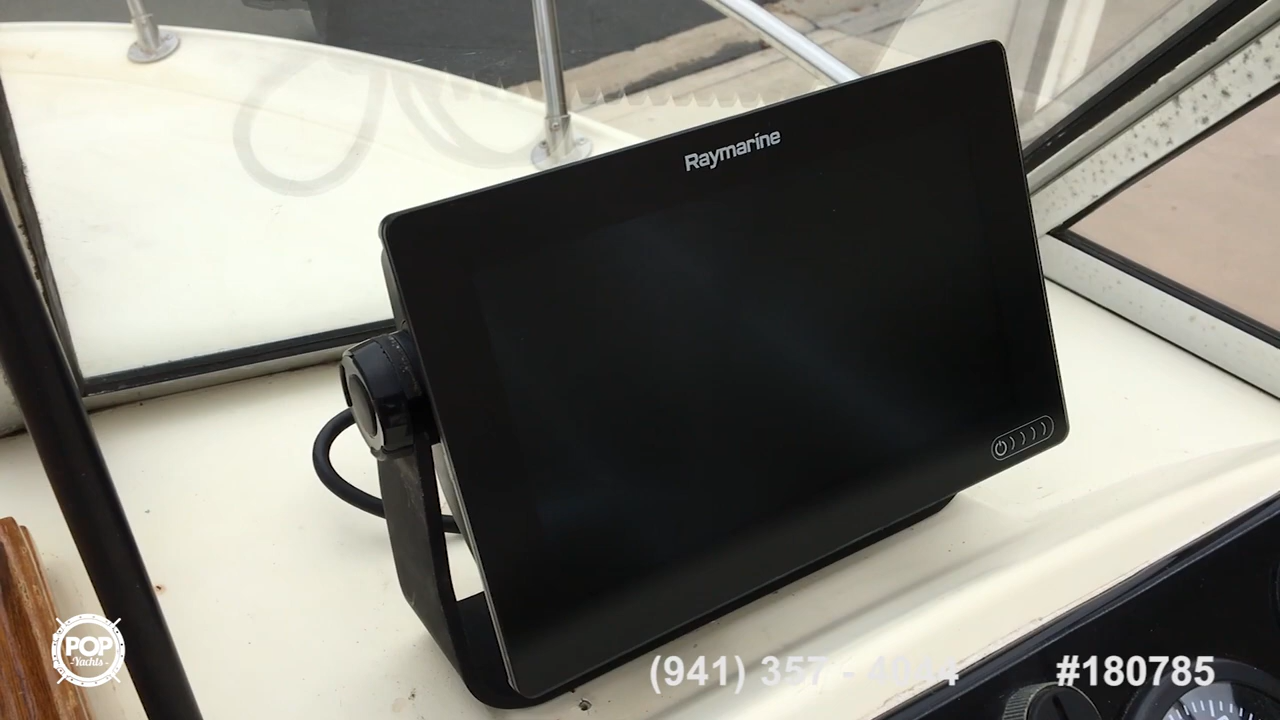 Raymarine
POP
-Yachts-
(941) 357 - 4044
#180785